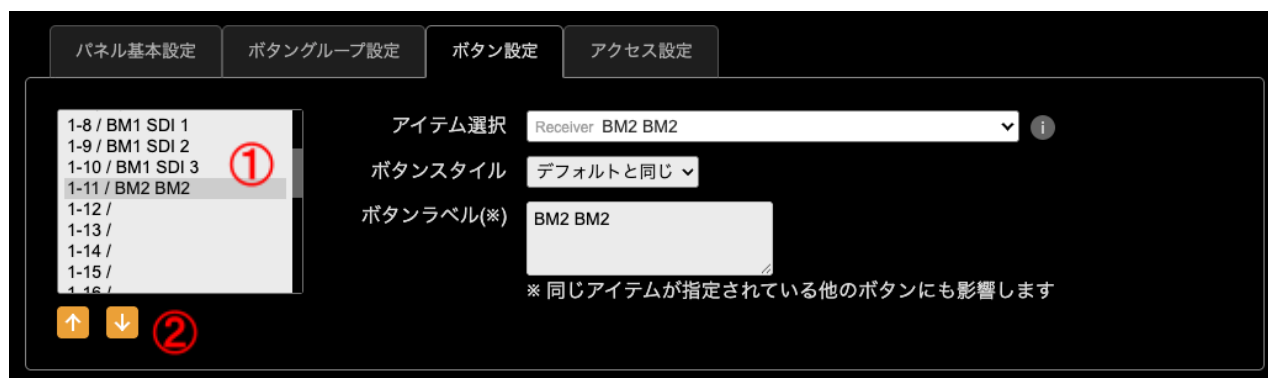 パネル基本設定 ボタングループ設定 ボタン設定 アクセス設定
1-8 / BM1 SDI 1
1-9 / BM1 SDI 2
1-10 / BM1 SDI 3
1-11 / BM2 BM2
1-12 /
1-13 /
1-14 /
1-15 /
1-16 /
①
↑ ↓ ②
アイテム選択 Receiver BM2 BM2 i
ボタンスタイル デフォルトと同じ
ボタンラベル(※) BM2 BM2
※ 同じアイテムが指定されている他のボタンにも影響します